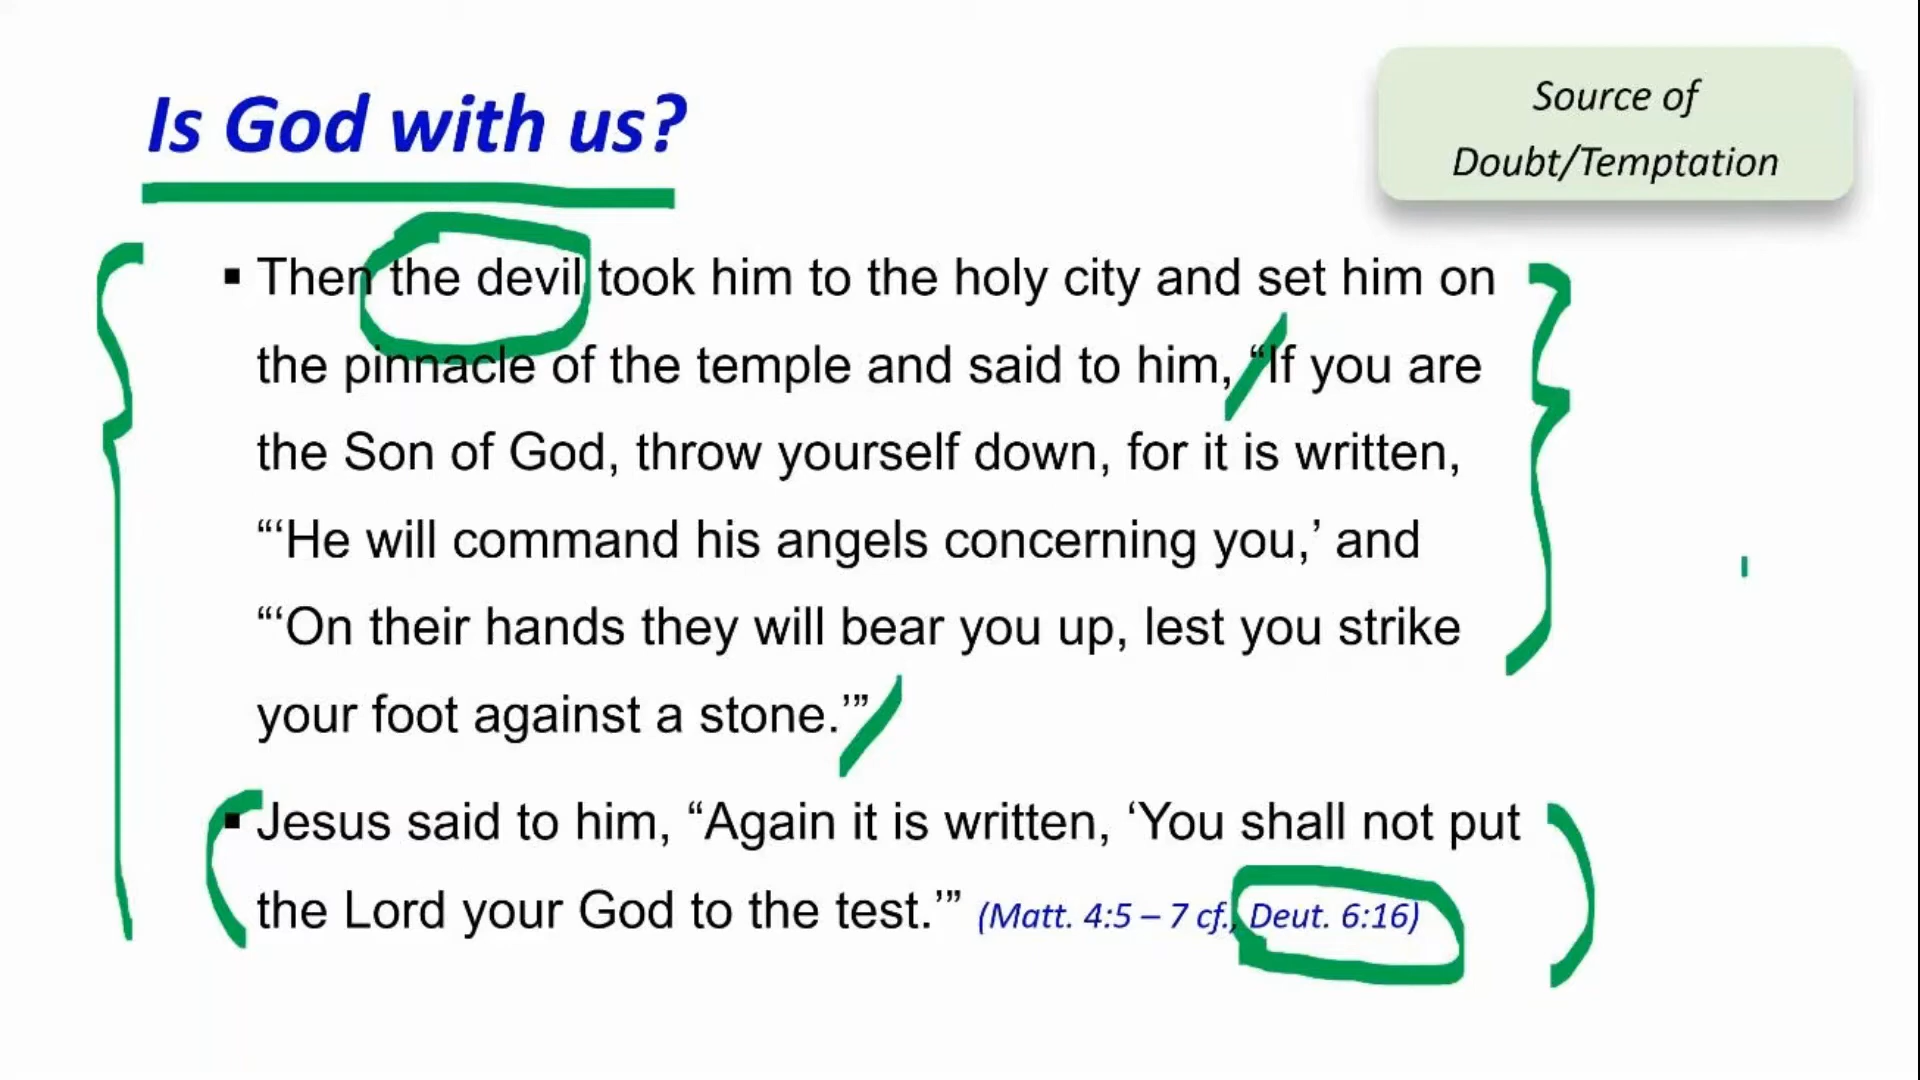 Is God with us?
Source of
Doubt/Temptation
▪ Then the devil took him to the holy city and set him on
the pinnacle of the temple and said to him, “If you are
the Son of God, throw yourself down, for it is written,
“‘He will command his angels concerning you,’ and
“‘On their hands they will bear you up, lest you strike
your foot against a stone.’”
▪ Jesus said to him, “Again it is written, ‘You shall not put
the Lord your God to the test.’” (Matt. 4:5 – 7 cf., Deut. 6:16)